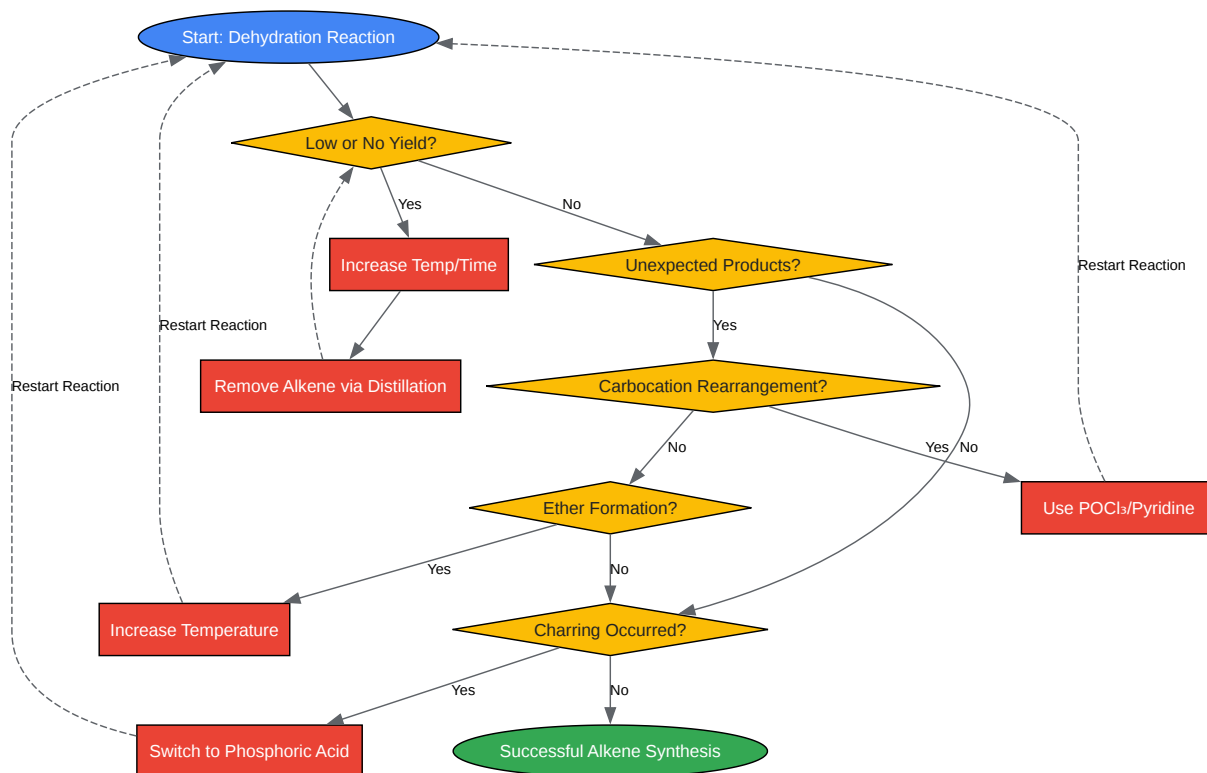 Start: Dehydration Reaction
Low or No Yield?
Yes
No
Increase Temp/Time
Unexpected Products?
Restart Reaction
Restart Reaction
Yes
Restart Reaction
Remove Alkene via Distillation
Carbocation Rearrangement?
No
Yes
No
Ether Formation?
Use POCl₃/Pyridine
Yes
No
Increase Temperature
Charring Occurred?
Yes
No
Switch to Phosphoric Acid
Successful Alkene Synthesis